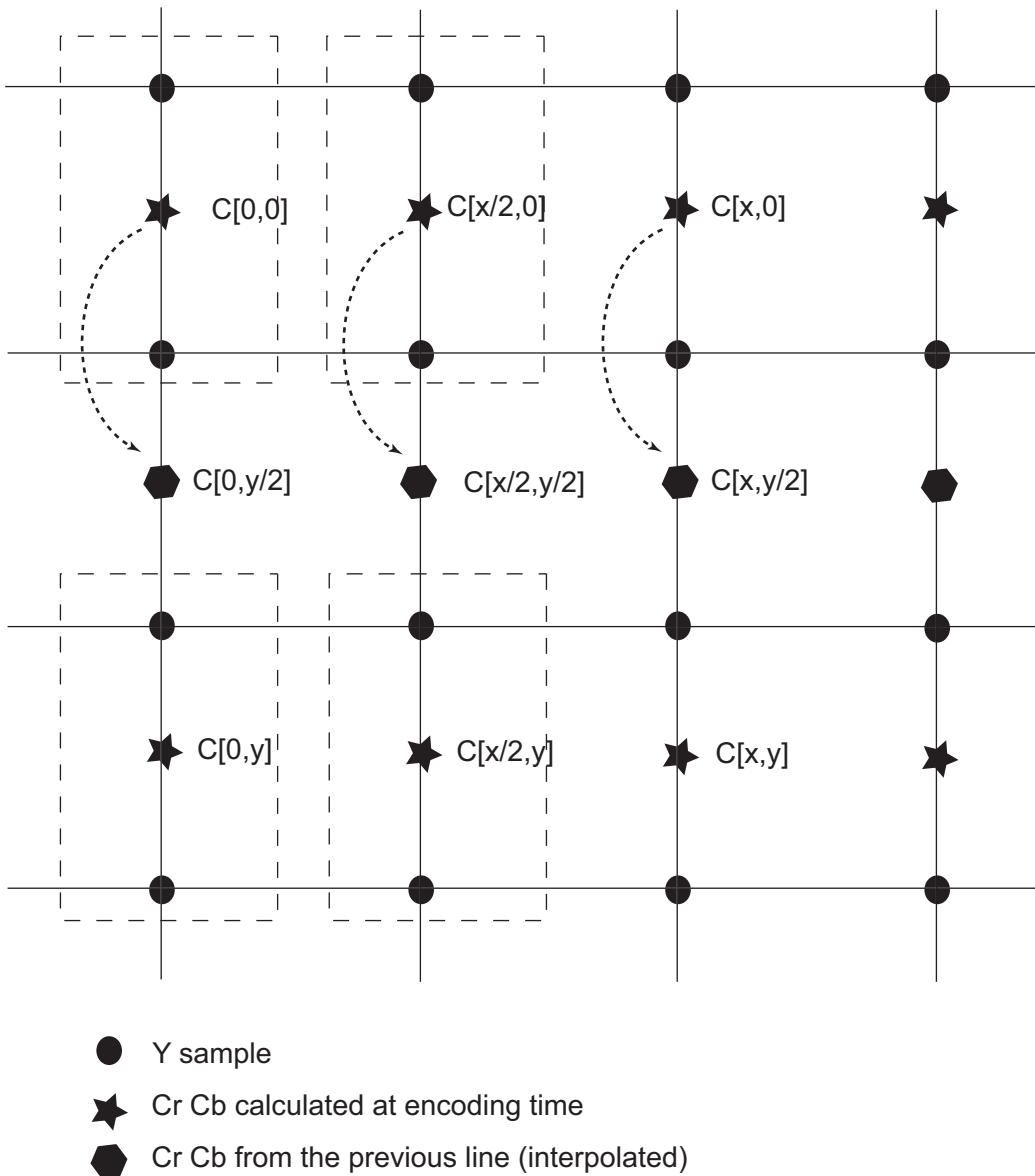 C[0,0] C[x/2,0] C[x,0]
C[0,y/2] C[x/2,y/2] C[x,y/2]
C[0,y] C[x/2,y] C[x,y]
Y sample
Cr Cb calculated at encoding time
Cr Cb from the previous line (interpolated)